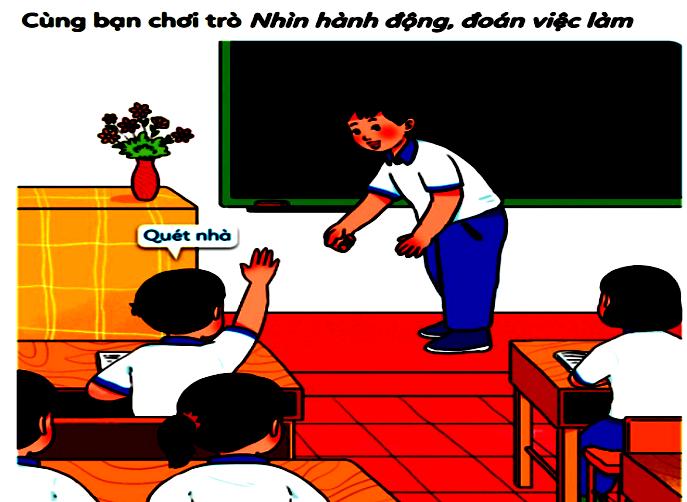 Cùng bạn chơi trò Nhìn hành động, đoán việc làm
Quét nhà